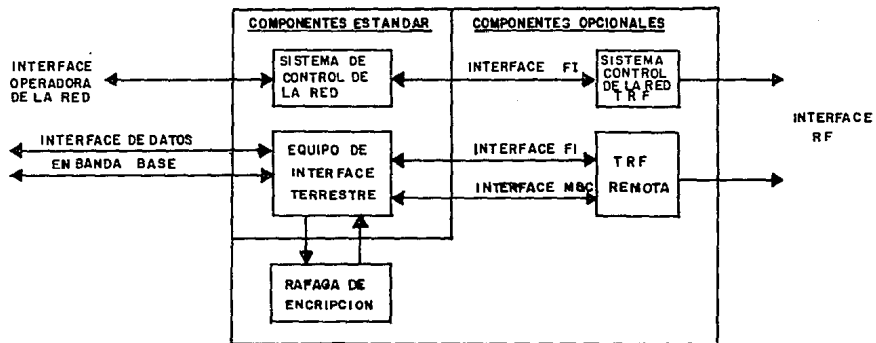 COMPONENTES ESTANDAR
COMPONENTES OPCIONALES
INTERFACE
OPERADORA
DE LA RED
SISTEMA DE
CONTROL DE
LA RED
INTERFACE FI
SISTEMA
CONTROL
DE LA RED
TRF
INTERFACE
RF
INTERFACE DE DATOS
EN BANDA BASE
EQUIPO DE
INTERFACE
TERRESTRE
INTERFACE FI
INTERFACE M&C
TRF
REMOTA
RAFAGA DE
ENCRIPCION